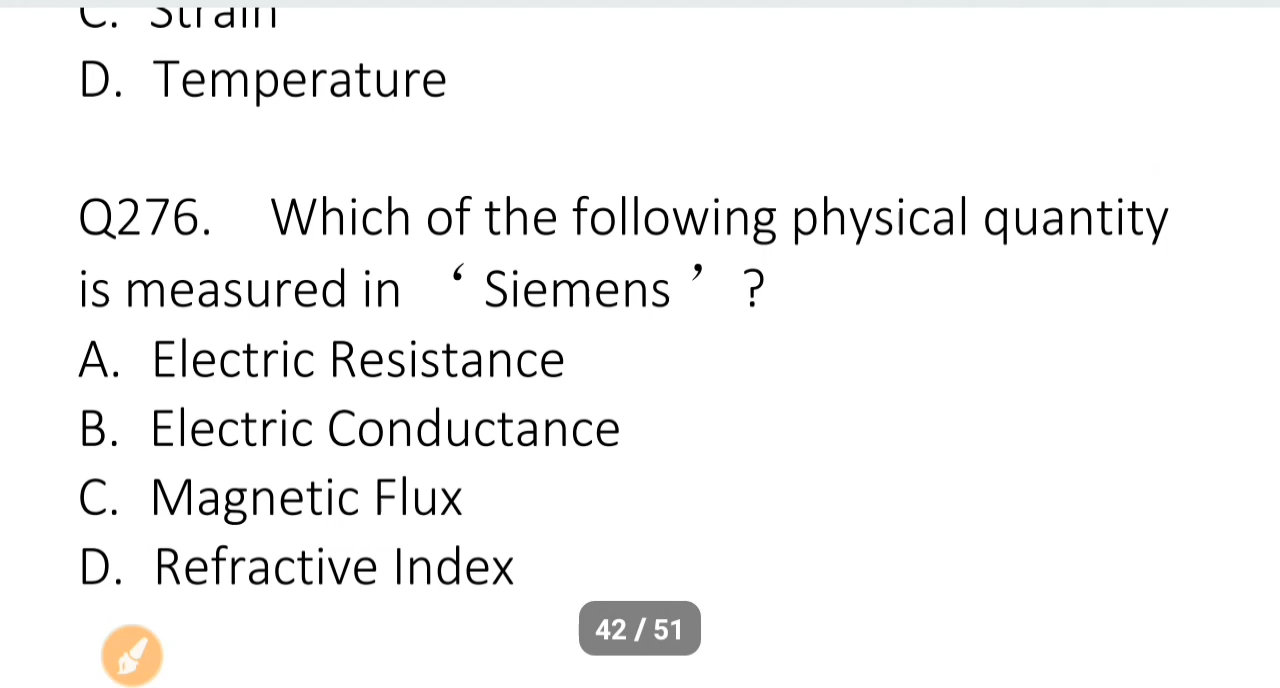 C. Strain
D. Temperature
Q276. Which of the following physical quantity
is measured in ‘ Siemens ’ ?
A. Electric Resistance
B. Electric Conductance
C. Magnetic Flux
D. Refractive Index
42 / 51